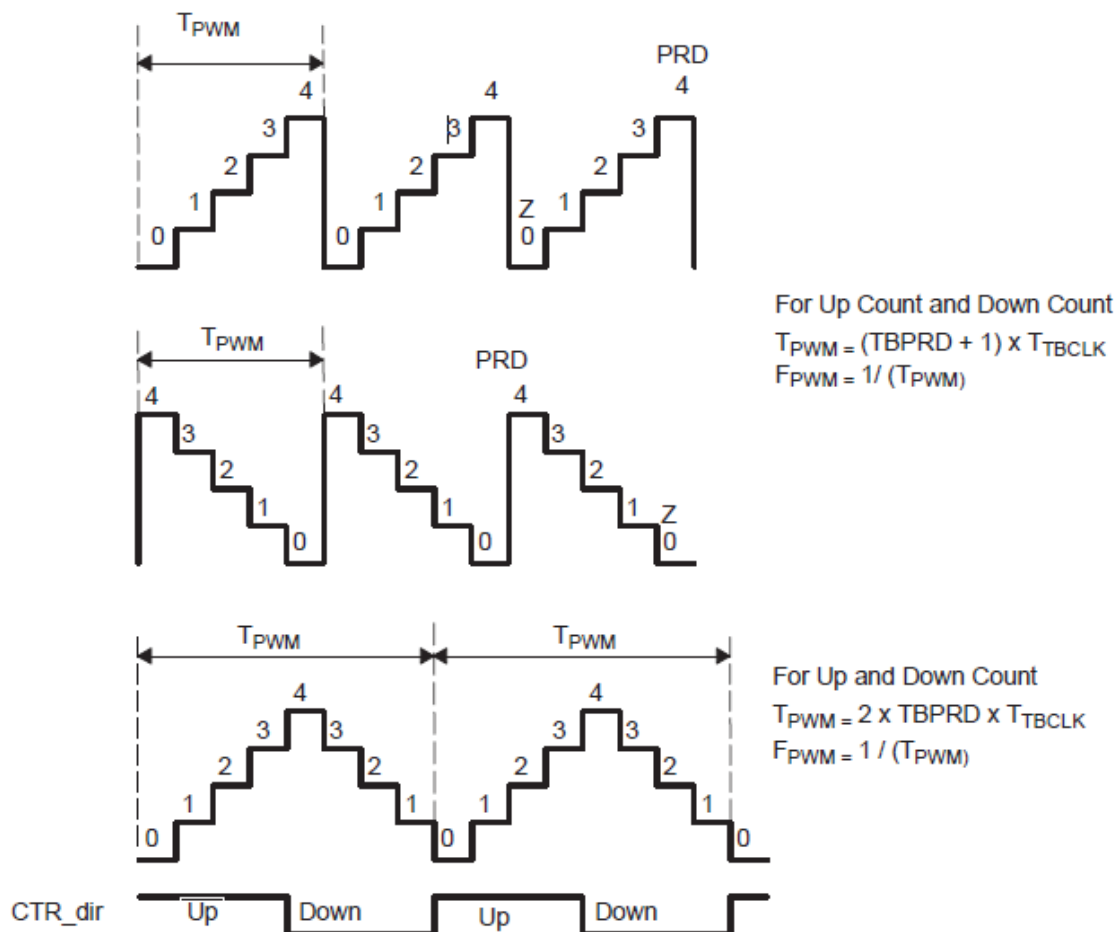 TPWM
PRD
4 4 4
3 3 3
2 2 2
1 1 Z 1
0 0 0
For Up Count and Down Count
TPWM = (TBPRD + 1) x TTBCLK
FPWM = 1/ (TPWM)
TPWM
PRD
4 4 4
3 3 3
2 2 2
1 1 1 Z
0 0 0
TPWM TPWM
For Up and Down Count
TPWM = 2 x TBPRD x TTBCLK
FPWM = 1 / (TPWM)
4 4
3 3 3 3
2 2 2 2
1 1 1 1
0 0 0
CTR_dir Up Down Up Down